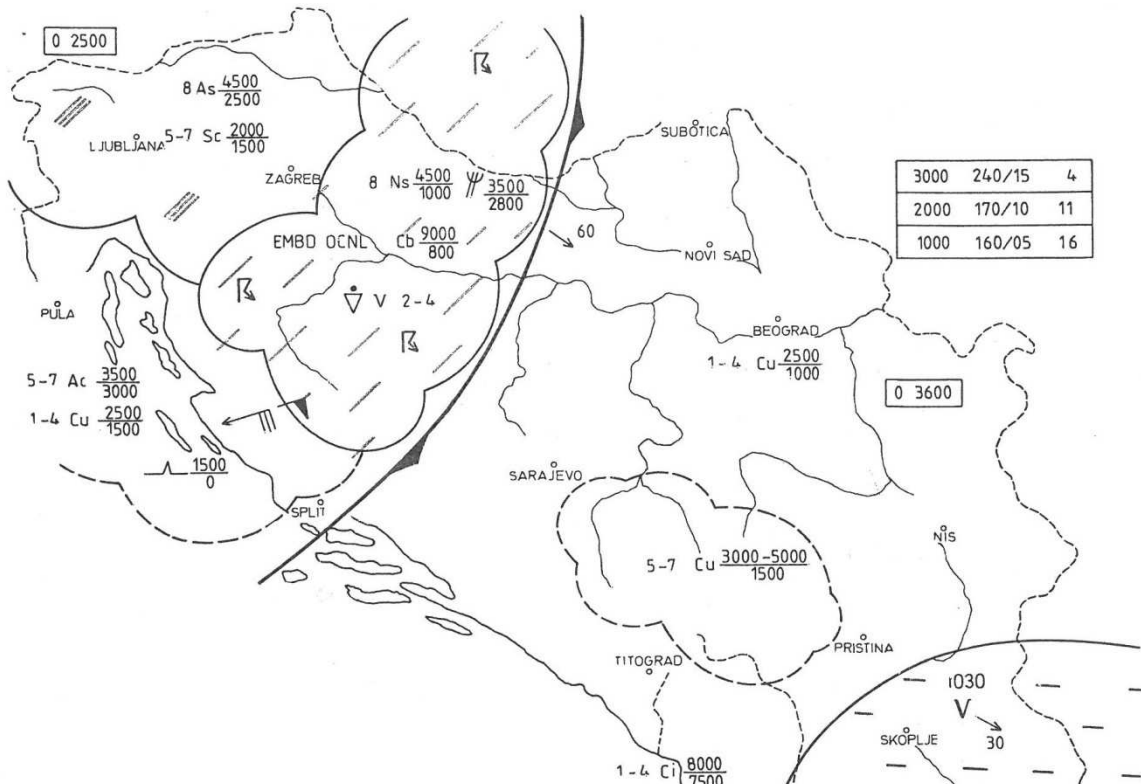 0 2500
8 As 4500
2500
5-7 Sc 2000
1500
LJUBLJANA
ZAGREB
8 Ns 4500
1000
3500
2800
SUBOTICA
3000 240/15 4
2000 170/10 11
1000 160/05 16
EMBD OCNL Cb 9000
800
60
NOVI SAD
PULA
V 2-4
BEOGRAD
1-4 Cu 2500
1000
5-7 Ac 3500
3000
1-4 Cu 2500
1500
0 3600
1500
0
SARAJEVO
SPLIT
NIS
5-7 Cu 3000-5000
1500
PRISTINA
TITOGRAD
1030
V
30
SKOPLJE
1-4 Ci 8000
7500